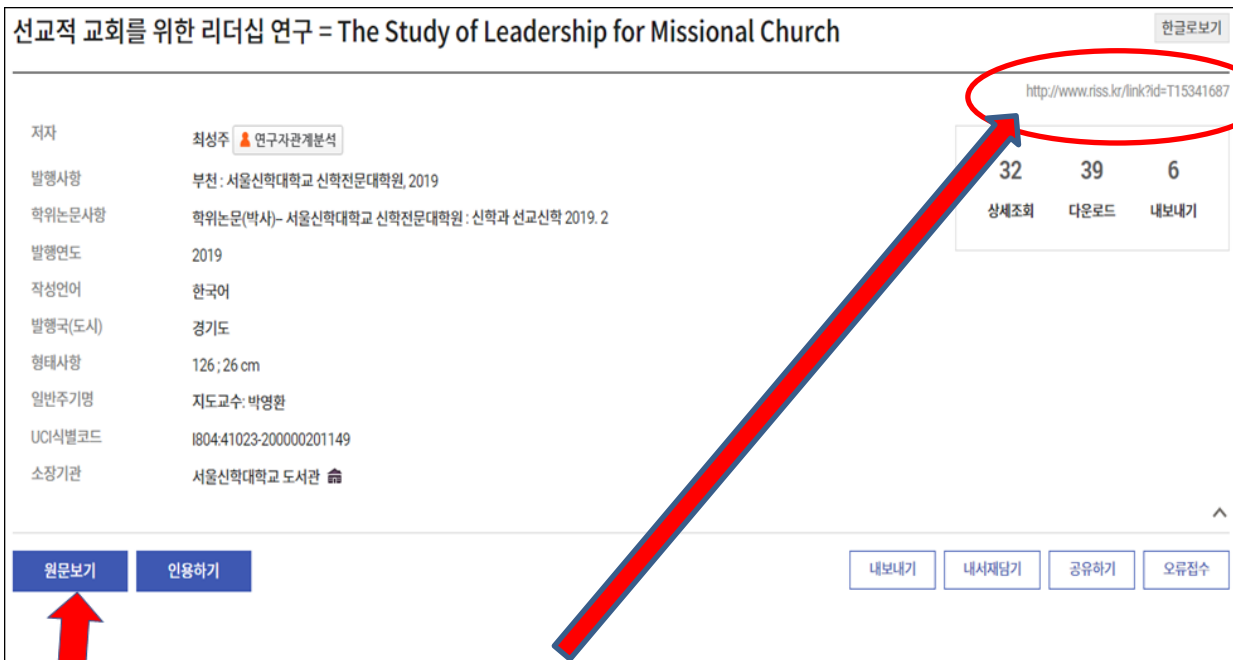 선교적 교회를 위한 리더십 연구 = The Study of Leadership for Missional Church
한글로보기
http://www.riss.kr/link?id=T15341687
저자 최성주 연구자관계분석
발행사항 부천 : 서울신학대학교 신학전문대학원, 2019
학위논문사항 학위논문(박사)-- 서울신학대학교 신학전문대학원 : 신학과 선교신학 2019. 2
발행연도 2019
작성언어 한국어
발행국(도시) 경기도
형태사항 126 ; 26 cm
일반주기명 지도교수: 박영환
UCI식별코드 I804:41023-200000201149
소장기관 서울신학대학교 도서관
32 39 6
상세조회 다운로드 내보내기
원문보기 인용하기 내보내기 내서재담기 공유하기 오류접수